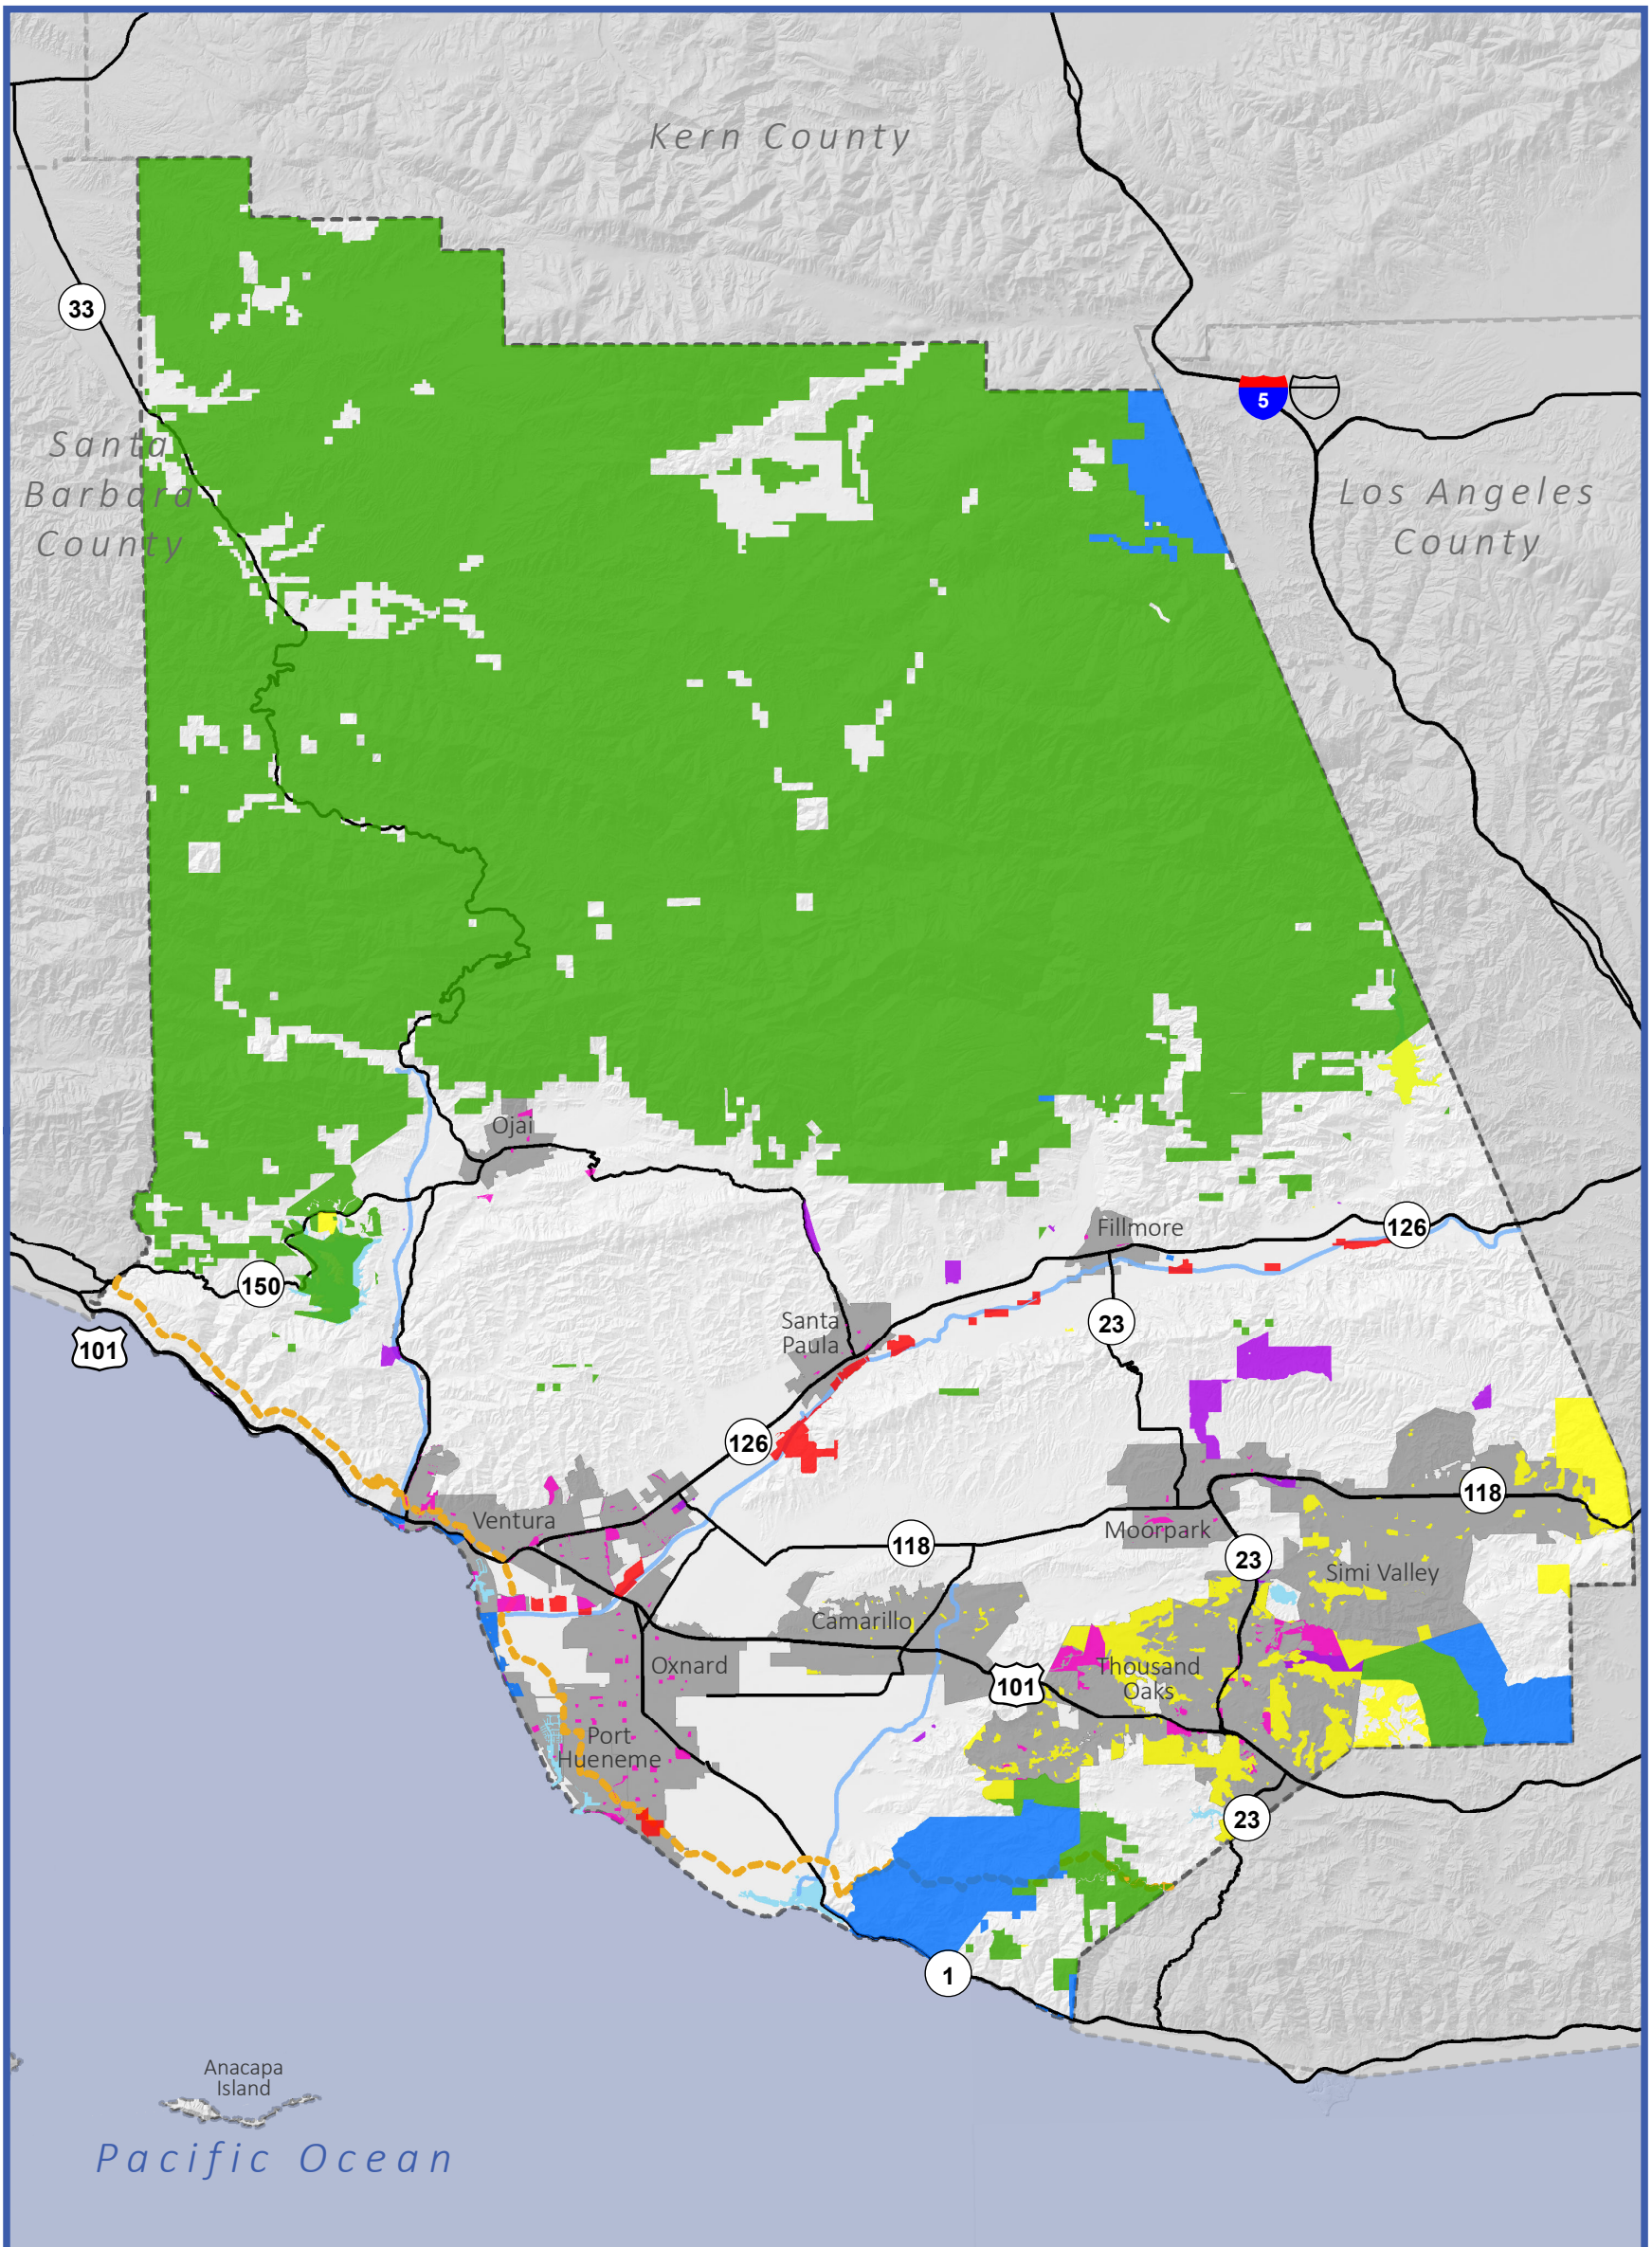 Kern County
33
5
Santa
Barbara
County
Los Angeles
County
Ojai
126
Fillmore
150
Santa
Paula
23
101
126
118
Ventura
Moorpark
118
23
Simi Valley
Camarillo
Oxnard
Thousand
Oaks
101
Port
Hueneme
23
1
Anacapa
Island
Pacific Ocean